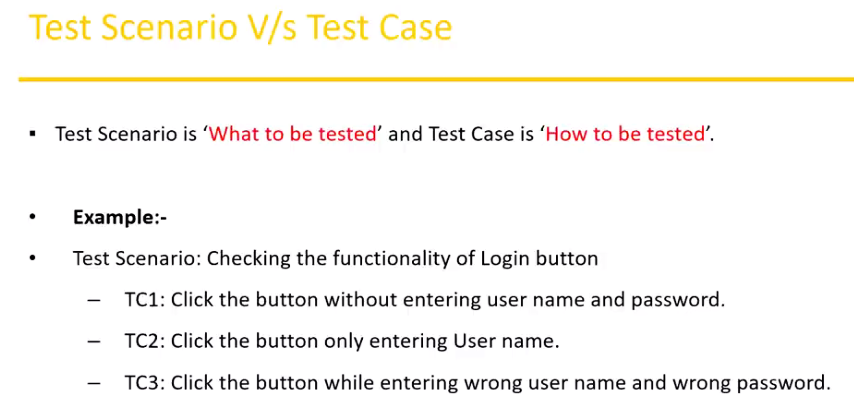 Test Scenario V/s Test Case
▪ Test Scenario is ‘What to be tested’ and Test Case is ‘How to be tested’.
• Example:-
• Test Scenario: Checking the functionality of Login button
– TC1: Click the button without entering user name and password.
– TC2: Click the button only entering User name.
– TC3: Click the button while entering wrong user name and wrong password.